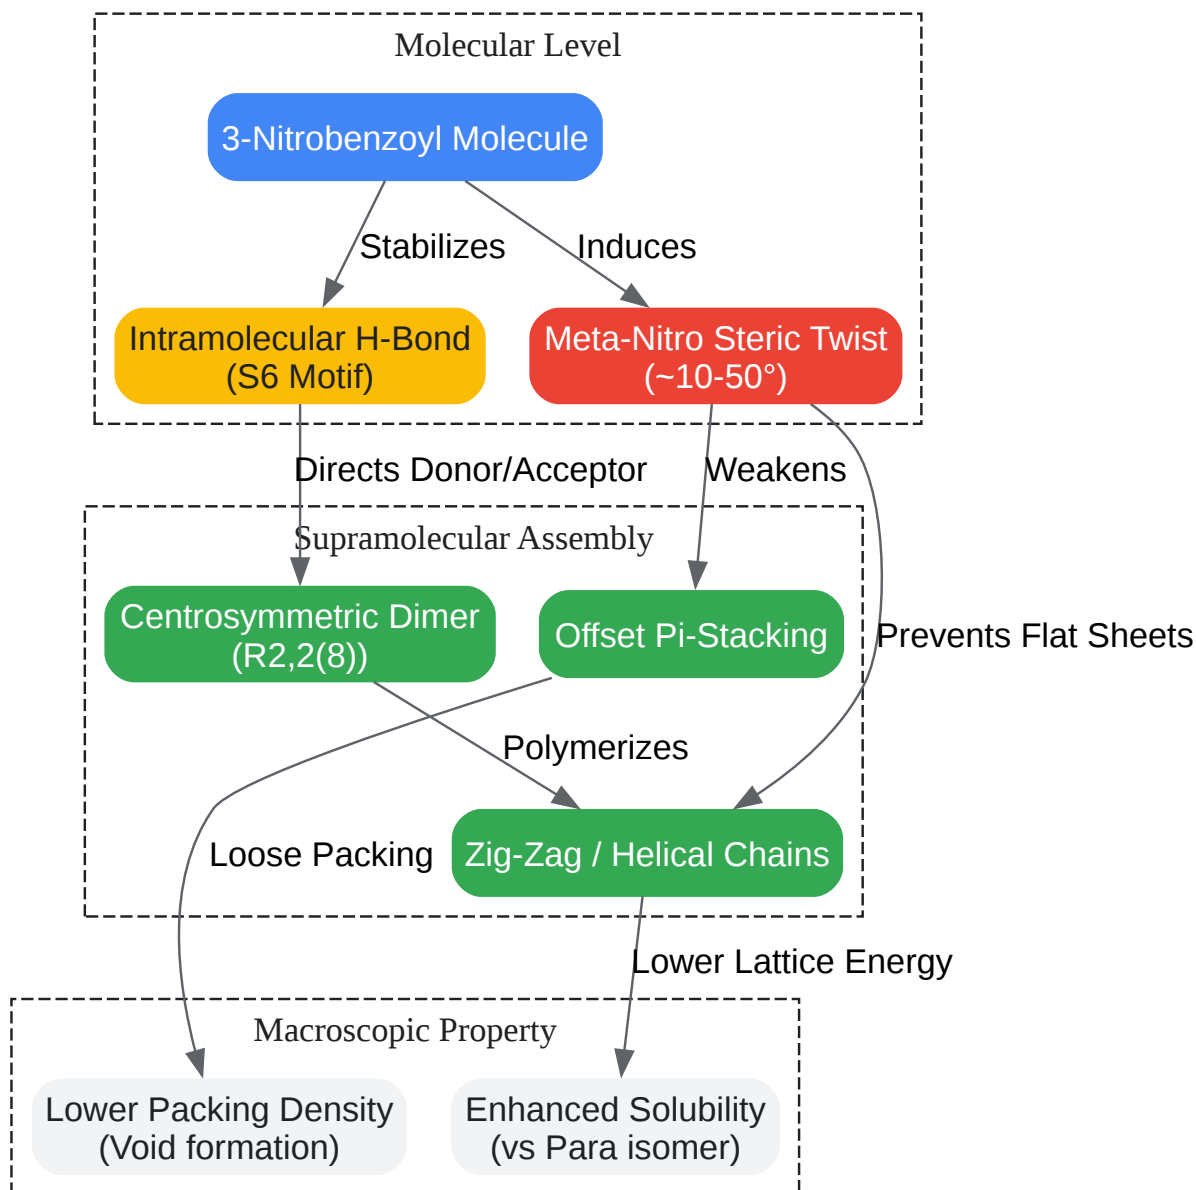 Molecular Level
3-Nitrobenzoyl Molecule
Stabilizes
Induces
Intramolecular H-Bond
(S6 Motif)
Meta-Nitro Steric Twist
(~10-50°)
Directs Donor/Acceptor
Weakens
Supramolecular Assembly
Centrosymmetric Dimer
(R2,2(8))
Offset Pi-Stacking
Prevents Flat Sheets
Polymerizes
Loose Packing
Zig-Zag / Helical Chains
Lower Lattice Energy
Macroscopic Property
Lower Packing Density
(Void formation)
Enhanced Solubility
(vs Para isomer)